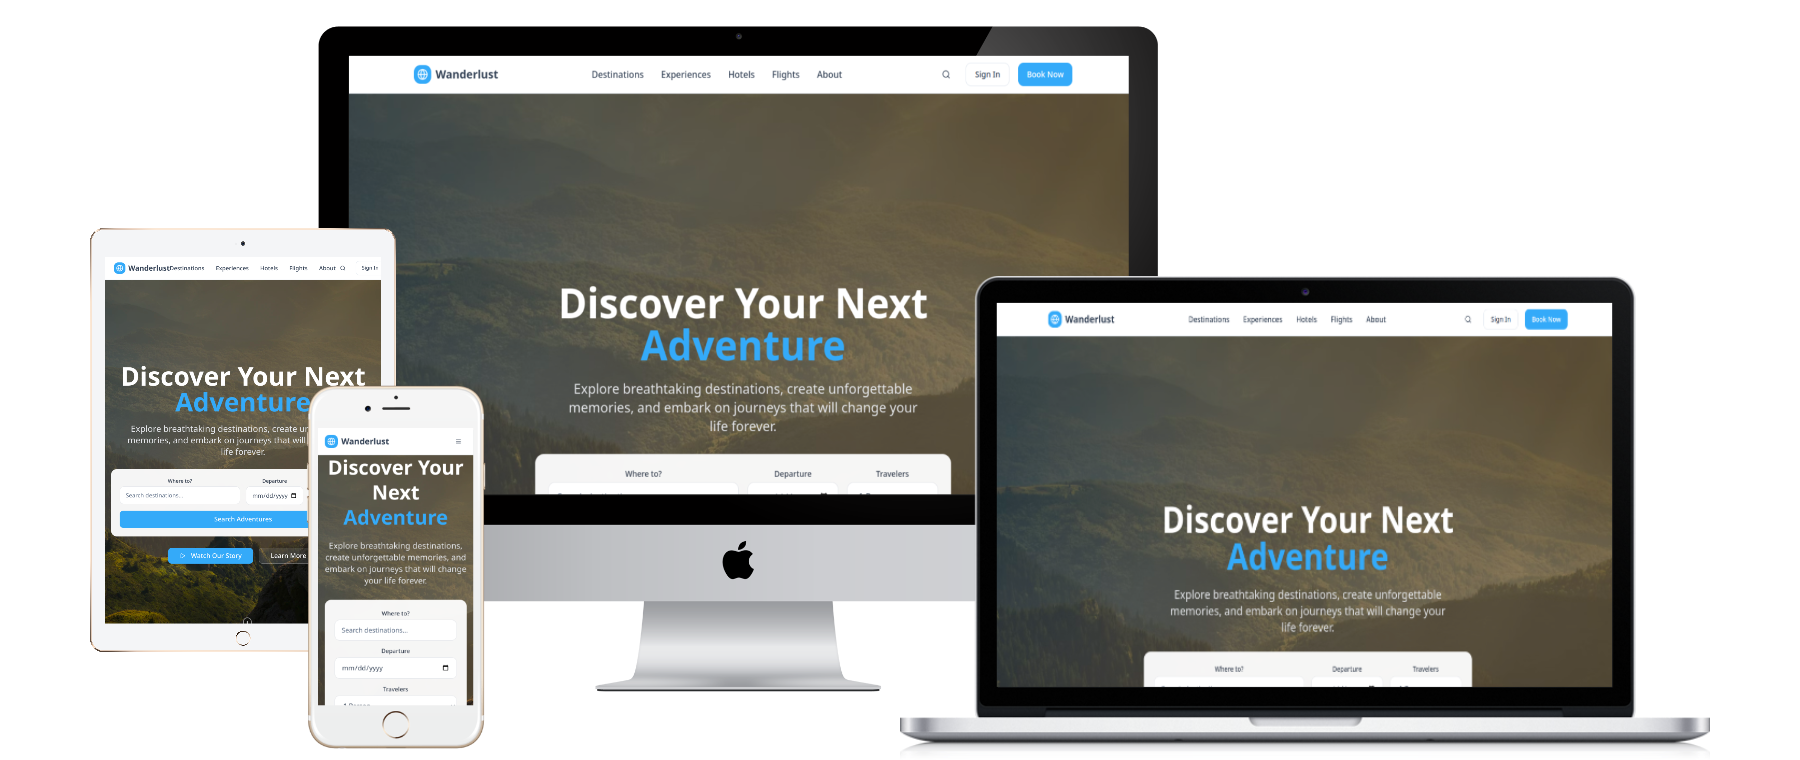 Wanderlust
Destinations Experiences Hotels Flights About
Sign In
Book Now
Discover Your Next
Adventure
Explore breathtaking destinations, create unforgettable
memories, and embark on journeys that will change your
life forever.
Where to? Departure Travelers
Wanderlust
Destinations Experiences Hotels Flights About
Sign In
Discover Your Next
Adventure
Explore breathtaking destinations, create
memories, and embark on journeys that will
life forever.
Where to? Departure
Search destinations...
mm/dd/yyyy
Search Adventures
Watch Our Story
Learn More
Wanderlust
Discover Your
Next
Adventure
Explore breathtaking destinations,
create unforgettable memories, and
embark on journeys that will change
your life forever.
Where to?
Search destinations...
Departure
mm/dd/yyyy
Travelers
Wanderlust
Destinations Experiences Hotels Flights About
Sign In
Book Now
Discover Your Next
Adventure
Explore breathtaking destinations, create unforgettable
memories, and embark on journeys that will change your
life forever.
Where to? Departure Travelers